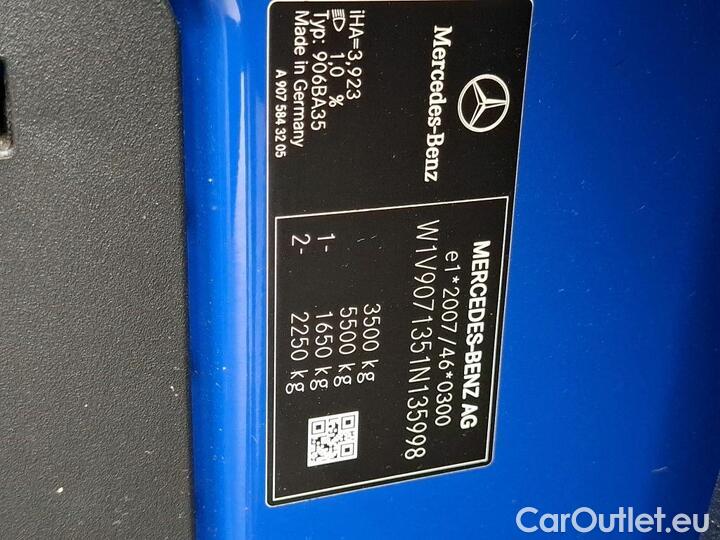 Mercedes-Benz
iHA=3,923
1,0 %
Typ: 906BA35
Made in Germany
A 907 584 32 05
MERCEDES-BENZ AG
e1*2007/46*0300
W1V9071351N135998
3500 kg
5500 kg
1- 1650 kg
2- 2250 kg
CarOutlet.eu